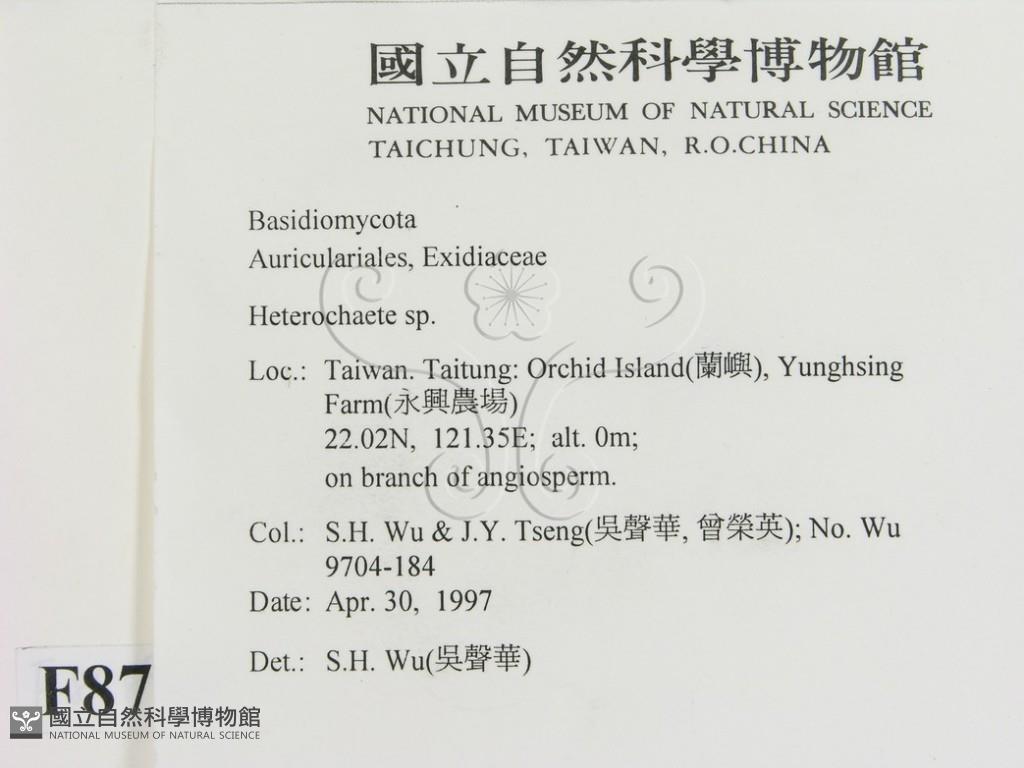 國立自然科學博物館
NATIONAL MUSEUM OF NATURAL SCIENCE
TAICHUNG, TAIWAN, R.O.CHINA
Basidiomycota
Auriculariales, Exidiaceae
Heterochaete sp.
Loc.: Taiwan. Taitung: Orchid Island(蘭嶼), Yunghsing
Farm(永興農場)
22.02N, 121.35E; alt. 0m;
on branch of angiosperm.
Col.: S.H. Wu & J.Y. Tseng(吳聲華, 曾榮英); No. Wu
9704-184
Date: Apr. 30, 1997
Det.: S.H. Wu(吳聲華)
F87
國立自然科學博物館
NATIONAL MUSEUM OF NATURAL SCIENCE